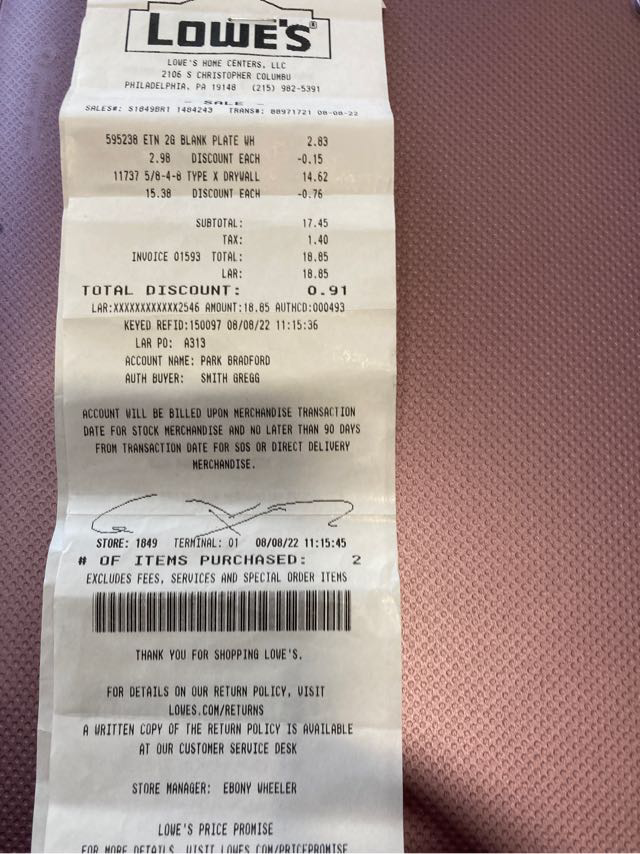 LOWE'S
LOWE'S HOME CENTERS, LLC
2106 S CHRISTOPHER COLUMBU
PHILADELPHIA, PA 19148 (215) 982-5391
- SALE -
SALES#: S1849BR1 1484243 TRANS#: 88971721 08-08-22
595238 ETN 2G BLANK PLATE WH 2.83
2.98 DISCOUNT EACH -0.15
11737 5/8-4-8 TYPE X DRYWALL 14.62
15.38 DISCOUNT EACH -0.76
SUBTOTAL: 17.45
TAX: 1.40
INVOICE 01593 TOTAL: 18.85
LAR: 18.85
TOTAL DISCOUNT: 0.91
LAR:XXXXXXXXXXXX2546 AMOUNT:18.85 AUTHCD:000493
KEYED REFID:150097 08/08/22 11:15:36
LAR PO: A313
ACCOUNT NAME: PARK BRADFORD
AUTH BUYER: SMITH GREGG
ACCOUNT WILL BE BILLED UPON MERCHANDISE TRANSACTION
DATE FOR STOCK MERCHANDISE AND NO LATER THAN 90 DAYS
FROM TRANSACTION DATE FOR SOS OR DIRECT DELIVERY
MERCHANDISE.
STORE: 1849 TERMINAL: 01 08/08/22 11:15:45
# OF ITEMS PURCHASED: 2
EXCLUDES FEES, SERVICES AND SPECIAL ORDER ITEMS
THANK YOU FOR SHOPPING LOWE'S.
FOR DETAILS ON OUR RETURN POLICY, VISIT
LOWES.COM/RETURNS
A WRITTEN COPY OF THE RETURN POLICY IS AVAILABLE
AT OUR CUSTOMER SERVICE DESK
STORE MANAGER: EBONY WHEELER
LOWE'S PRICE PROMISE
FOR MORE DETAILS, VISIT LOWES.COM/PRICEPROMISE